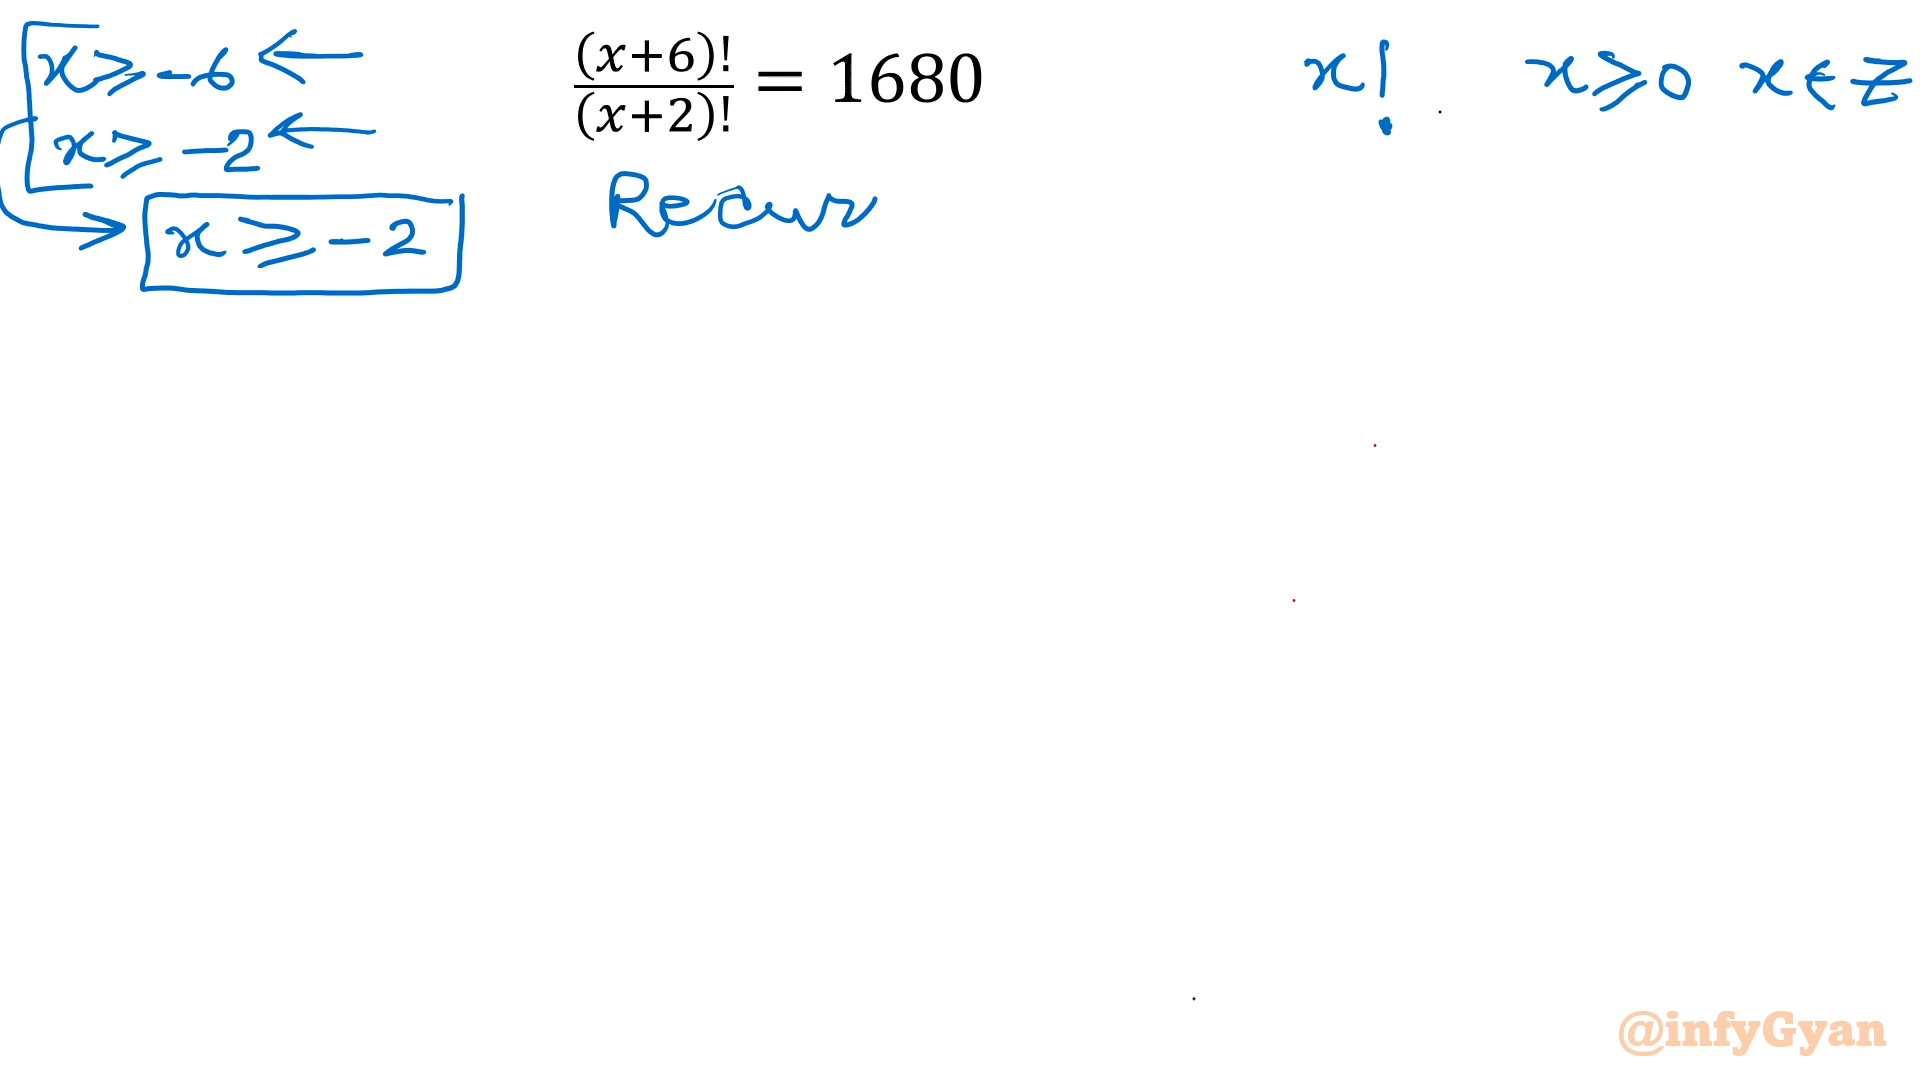 x ≥ -6 ←
x ≥ -2 ←
x ≥ -2
(x+6)!/(x+2)! = 1680
Recur
x! x ≥ 0 x ∈ Z
@infyGyan